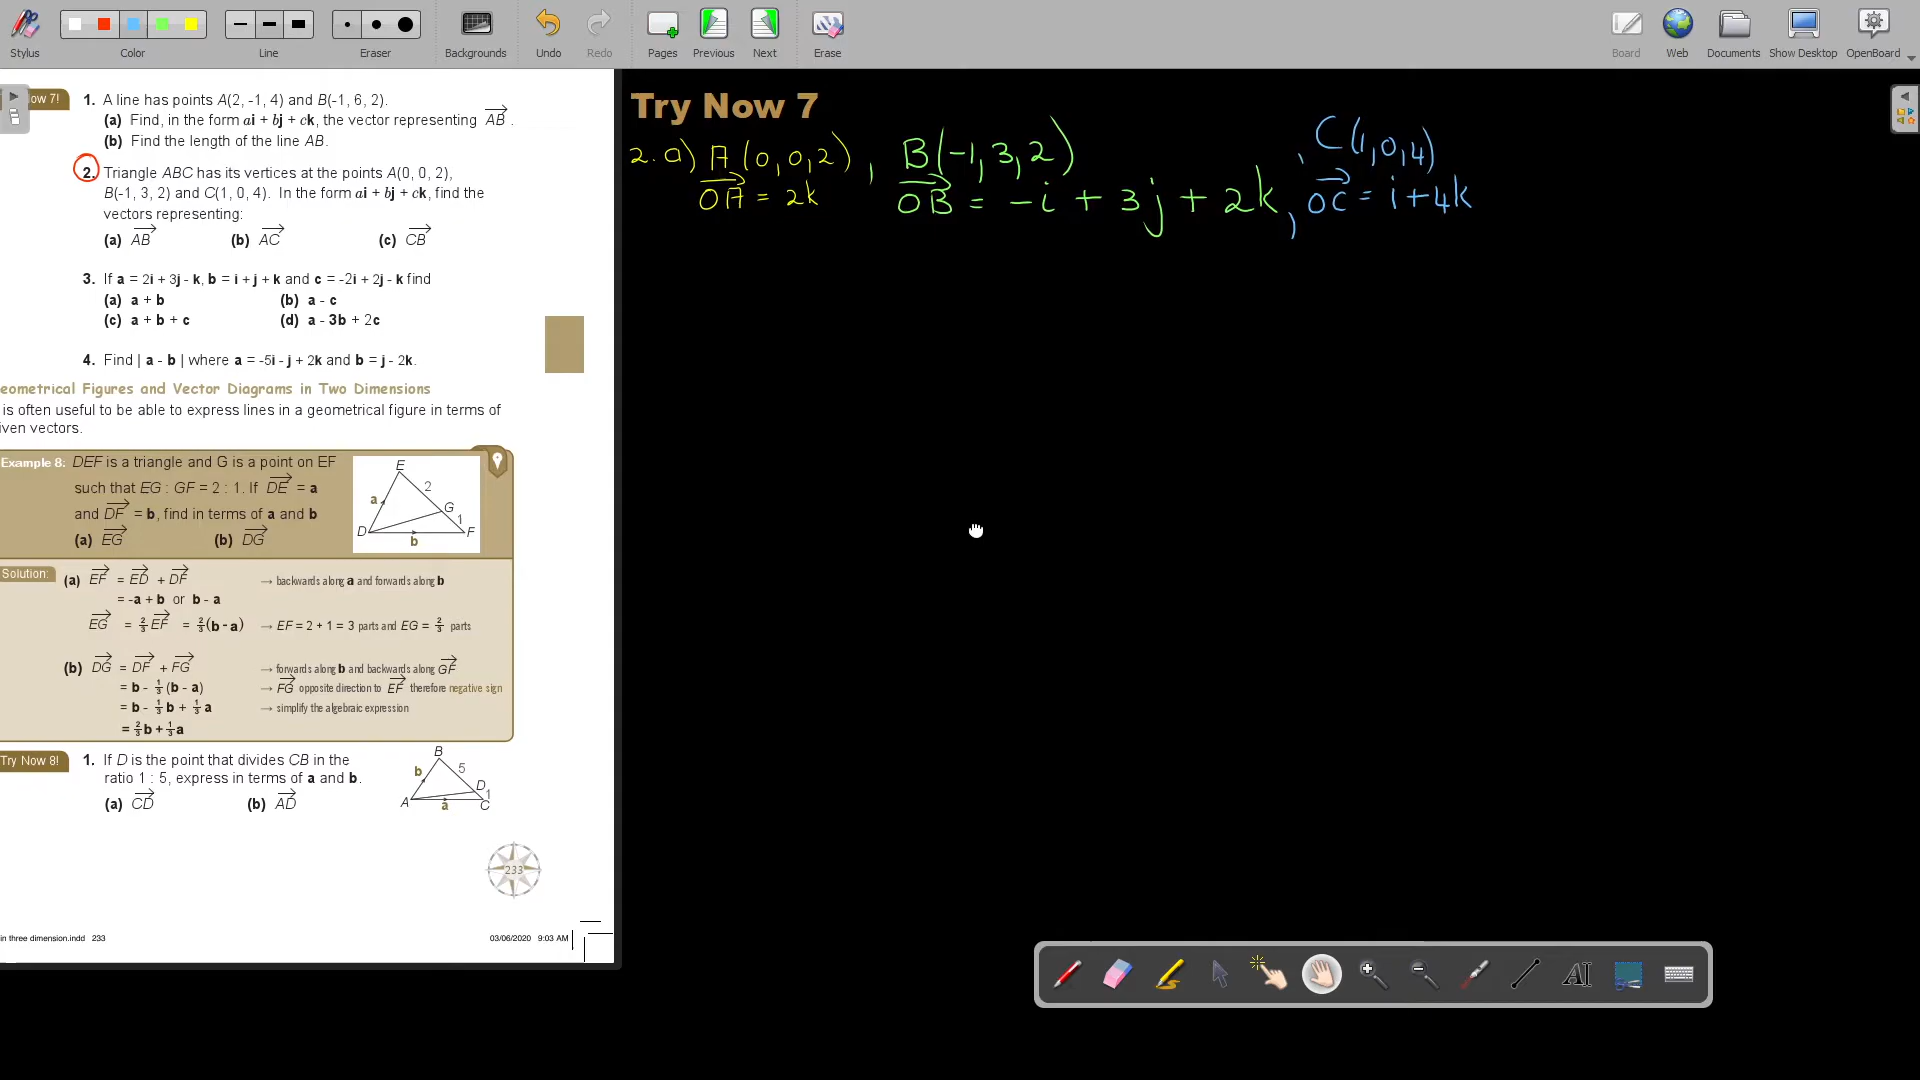 Stylus
Color
Line
Eraser
Backgrounds
Undo
Redo
Pages
Previous
Next
Erase
Board
Web
Documents
Show Desktop
OpenBoard
ow 7!
1. A line has points A(2, -1, 4) and B(-1, 6, 2).
(a) Find, in the form ai + bj + ck, the vector representing AB .
(b) Find the length of the line AB.
2. Triangle ABC has its vertices at the points A(0, 0, 2),
B(-1, 3, 2) and C(1, 0, 4). In the form ai + bj + ck, find the
vectors representing:
(a) AB (b) AC (c) CB
3. If a = 2i + 3j - k, b = i + j + k and c = -2i + 2j - k find
(a) a + b (b) a - c
(c) a + b + c (d) a - 3b + 2c
4. Find | a - b | where a = -5i - j + 2k and b = j - 2k.
eometrical Figures and Vector Diagrams in Two Dimensions
is often useful to be able to express lines in a geometrical figure in terms of
iven vectors.
Example 8. DEF is a triangle and G is a point on EF
such that EG : GF = 2 : 1. If DE = a
and DF = b, find in terms of a and b
(a) EG (b) DG
E
2
a
G
1
D
F
b
Solution:
(a) EF = ED + DF → backwards along a and forwards along b
= -a + b or b - a
EG = 2/3 EF = 2/3 (b - a) → EF = 2 + 1 = 3 parts and EG = 2/3 parts
(b) DG = DF + FG → forwards along b and backwards along GF
= b - 1/3 (b - a) → FG opposite direction to EF therefore negative sign
= b - 1/3 b + 1/3 a → simplify the algebraic expression
= 2/3 b + 1/3 a
Try Now 8!
1. If D is the point that divides CB in the
ratio 1 : 5, express in terms of a and b.
(a) CD (b) AD
B
b
5
D
1
A
a
C
233
in three dimension.indd 233
03/06/2020 9:03 AM
Try Now 7
2. a) A (0, 0, 2) , B(-1, 3, 2) , C(1, 0, 4)
OA = 2k OB = -i + 3j + 2k , OC = i + 4k
AI